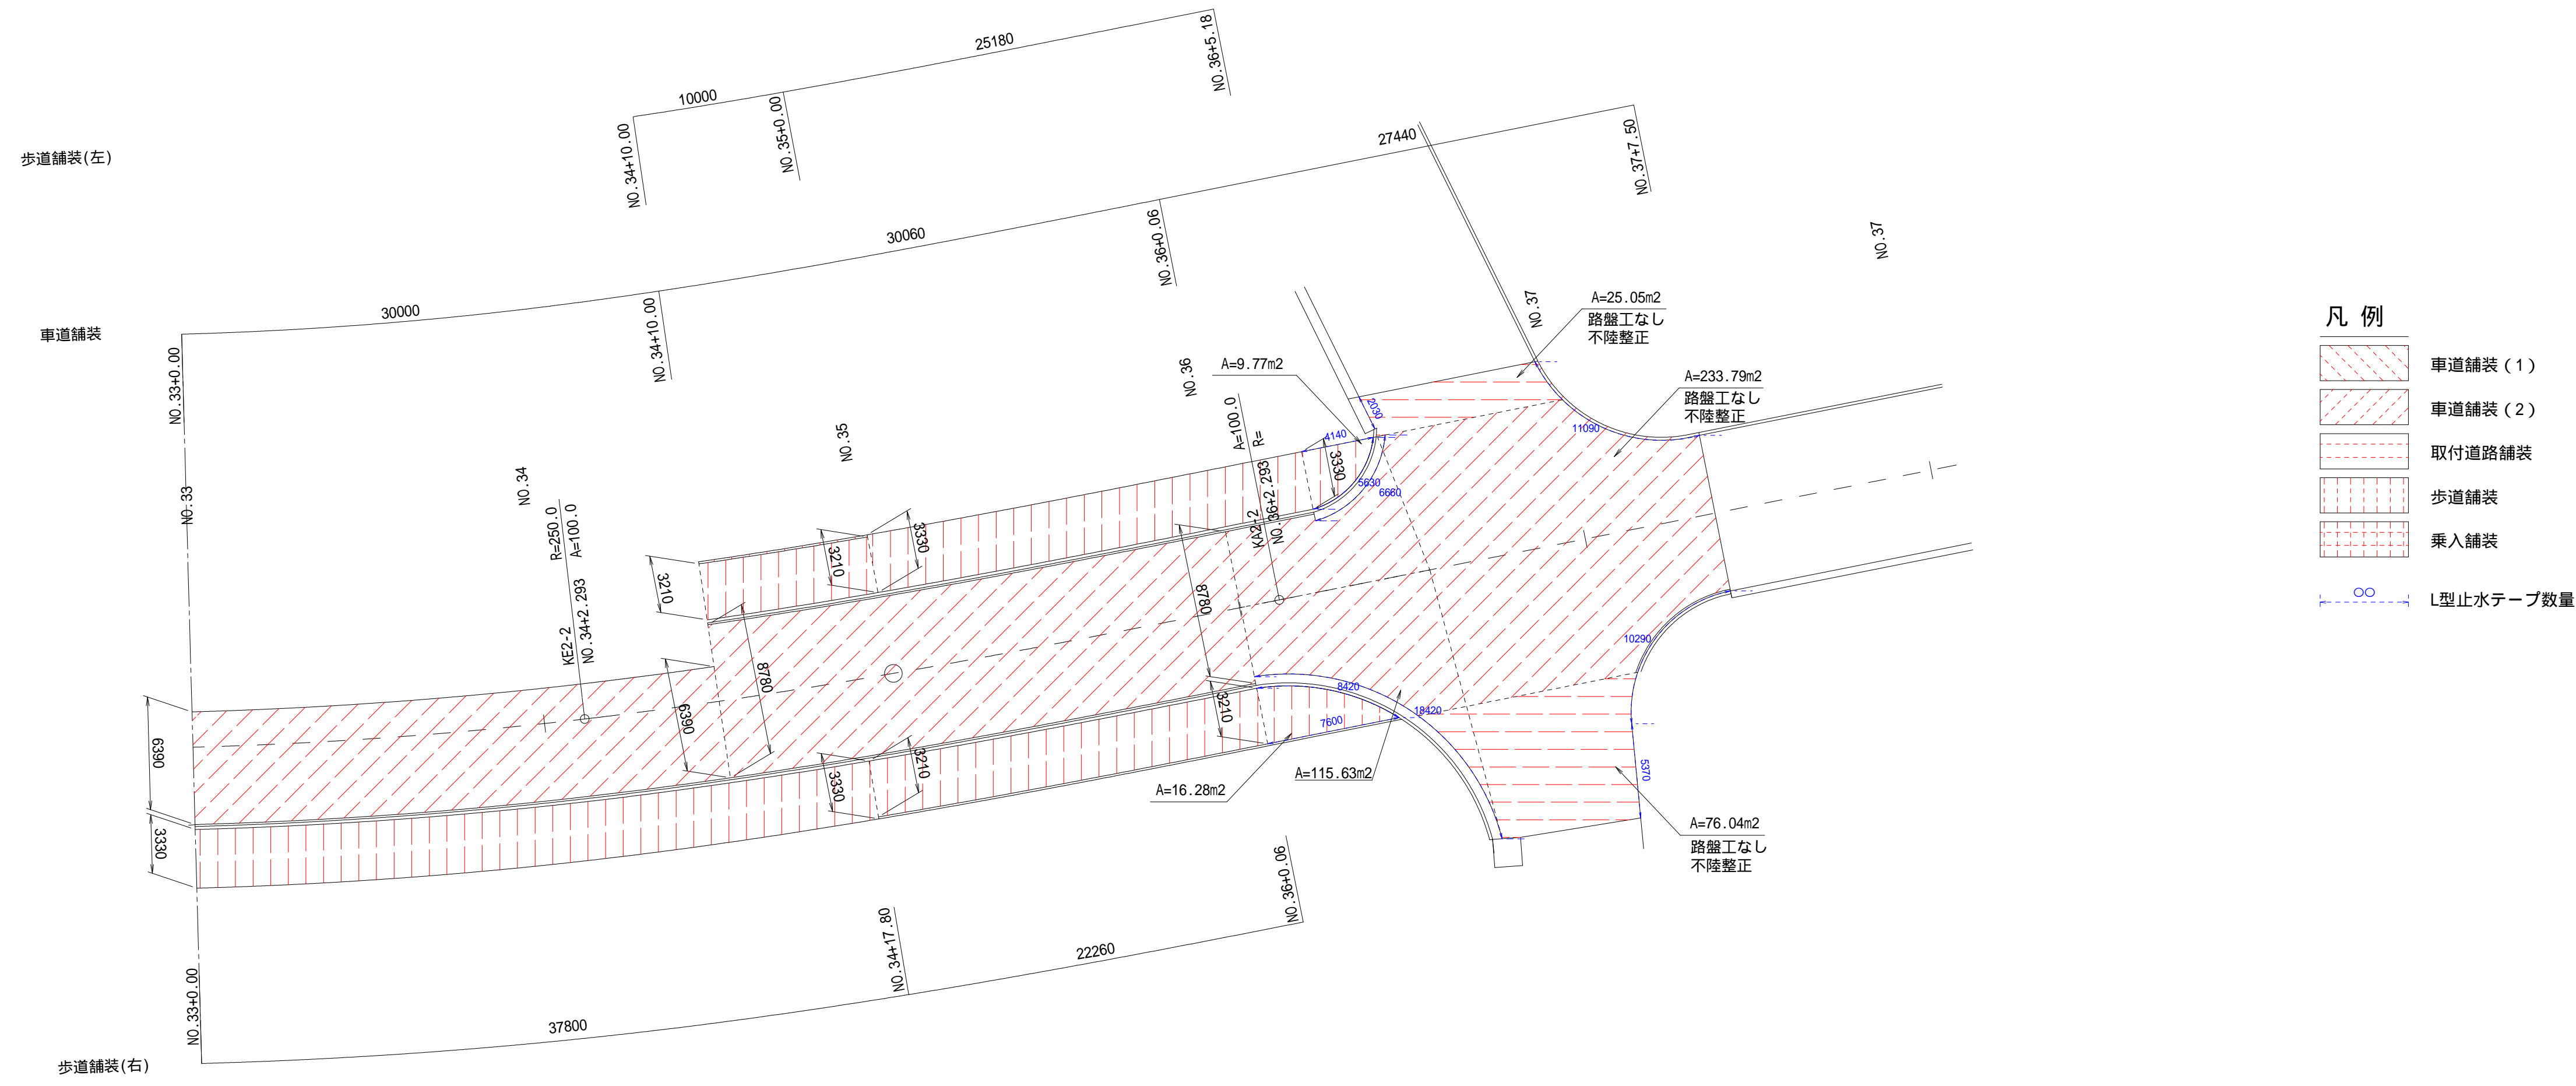 25180
NO.36+5.18
10000
NO.35+0.00
NO.34+10.00
歩道舗装(左)
27440
NO.37+7.50
30060
NO.36+0.06
NO.37
30000
NO.34+10.00
車道舗装
NO.33+0.00
NO.37
A=25.05m2
路盤工なし
不陸整正
凡 例
車道舗装(1)
車道舗装(2)
取付道路舗装
歩道舗装
乗入舗装
○○
L型止水テープ数量
NO.36
A=9.77m2
A=233.79m2
路盤工なし
不陸整正
2030
11090
4140
3330
5630
6660
A=100.0
R=
KA2-2
NO.36+2.293
NO.35
NO.34
NO.33
R=250.0
A=100.0
KE2-2
NO.34+2.293
3210
3210
3330
8780
8780
6390
6390
3330
3330
3210
3210
10290
8420
18420
7600
5370
A=115.63m2
A=16.28m2
A=76.04m2
路盤工なし
不陸整正
NO.36+0.06
NO.34+17.80
22260
NO.33+0.00
37800
歩道舗装(右)